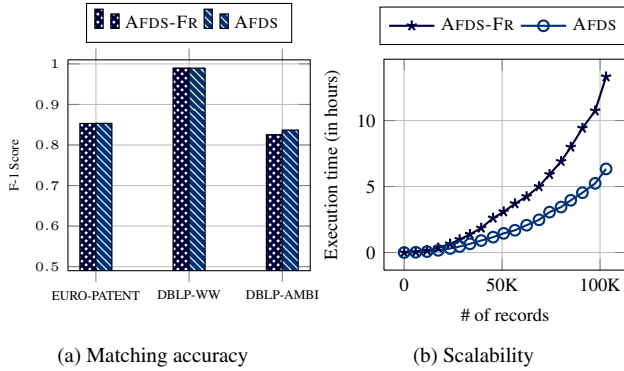 AFDS-FR AFDS
1
0.9
0.8
0.7
0.6
0.5
F-1 Score
EURO-PATENT DBLP-WW DBLP-AMBI
(a) Matching accuracy
AFDS-FR AFDS
10
5
0
Execution time (in hours)
0 50K 100K
# of records
(b) Scalability